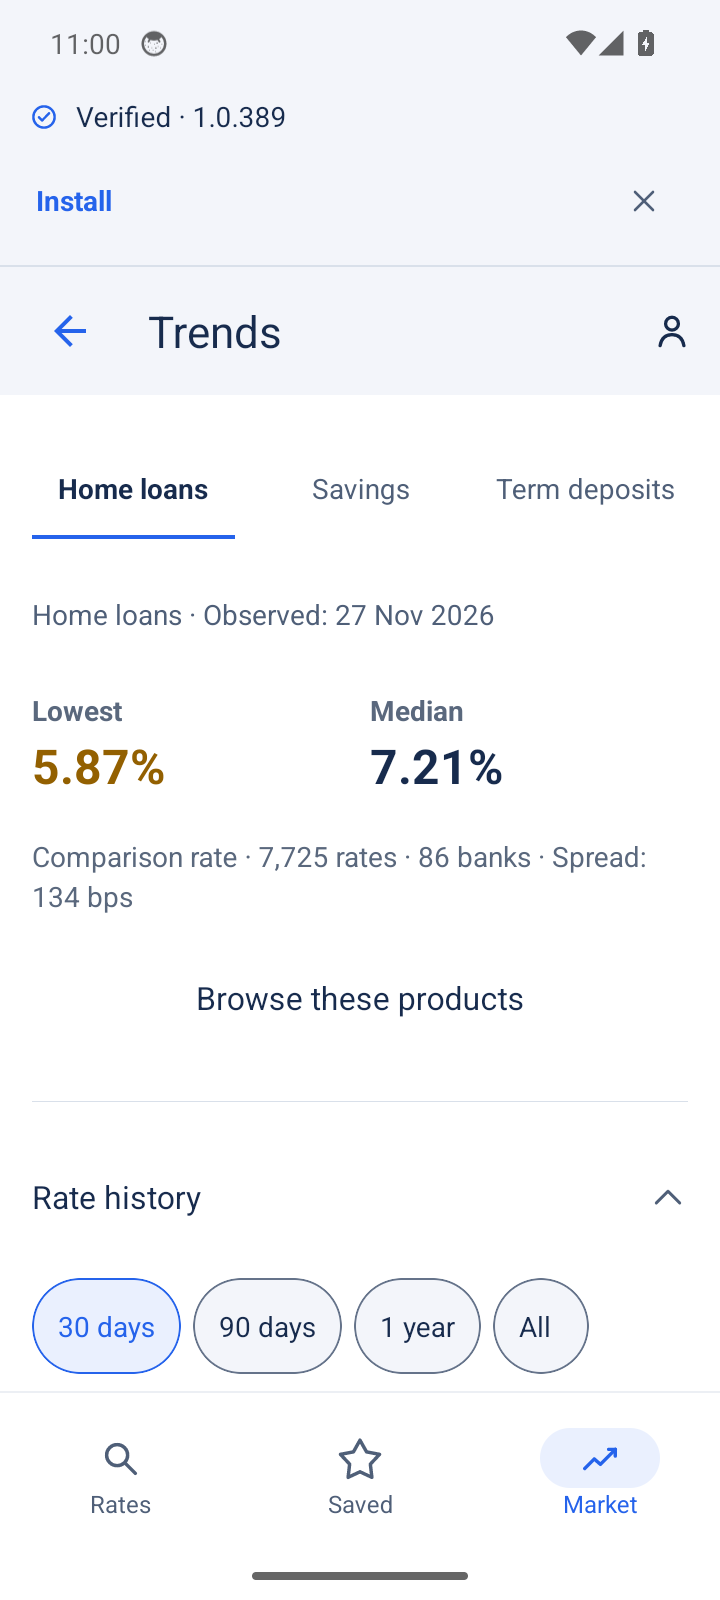 11:00
Verified · 1.0.389
Install
Trends
Home loans
Savings
Term deposits
Home loans · Observed: 27 Nov 2026
Lowest
Median
5.87%
7.21%
Comparison rate · 7,725 rates · 86 banks · Spread:
134 bps
Browse these products
Rate history
30 days
90 days
1 year
All
Rates
Saved
Market